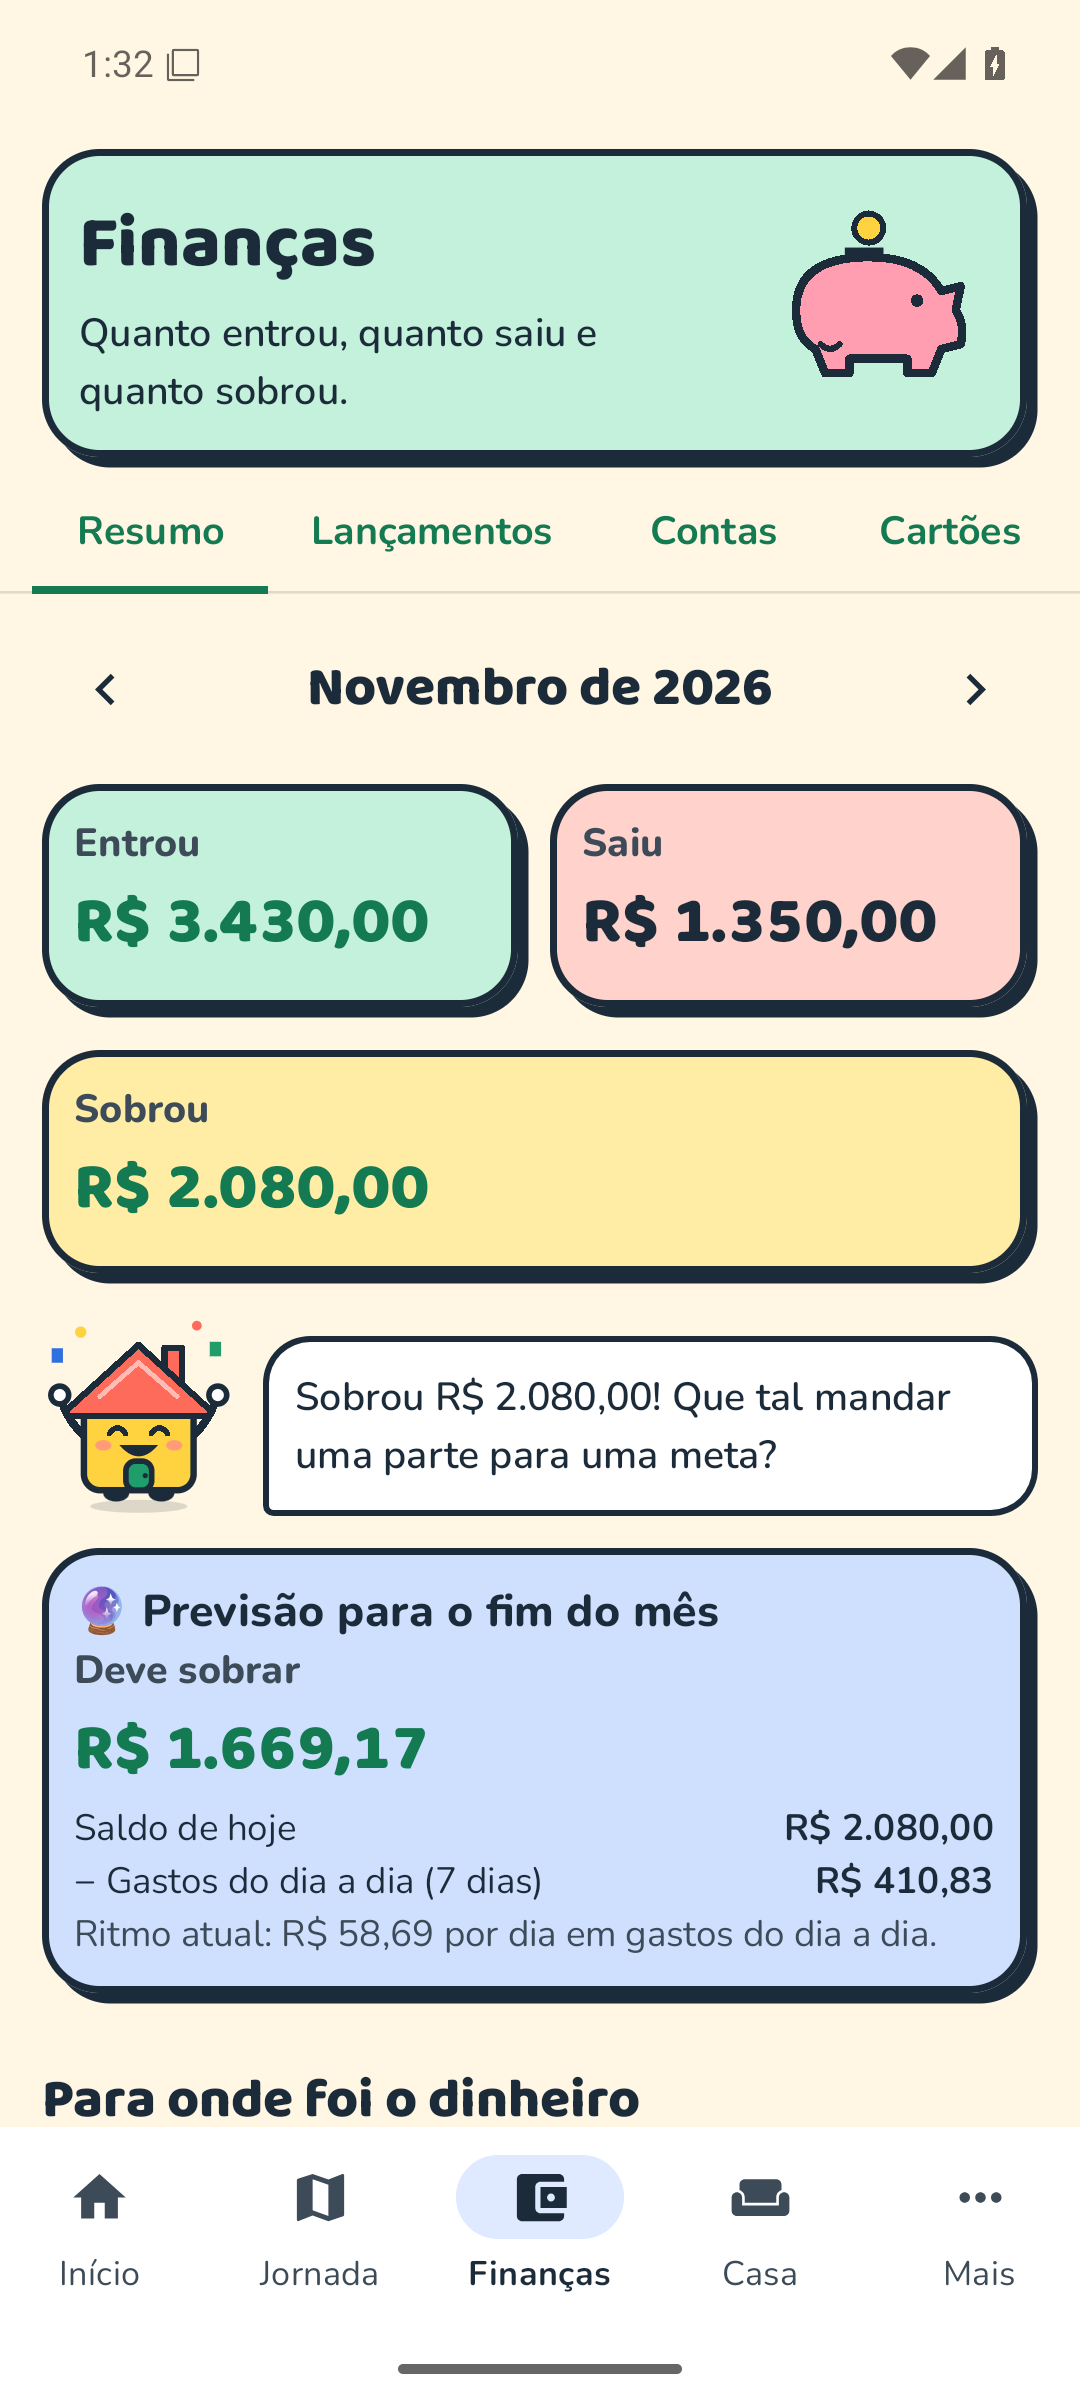 1:32
Finanças
Quanto entrou, quanto saiu e
quanto sobrou.
Resumo Lançamentos Contas Cartões
Novembro de 2026
Entrou
R$ 3.430,00
Saiu
R$ 1.350,00
Sobrou
R$ 2.080,00
Sobrou R$ 2.080,00! Que tal mandar
uma parte para uma meta?
Previsão para o fim do mês
Deve sobrar
R$ 1.669,17
Saldo de hoje R$ 2.080,00
− Gastos do dia a dia (7 dias) R$ 410,83
Ritmo atual: R$ 58,69 por dia em gastos do dia a dia.
Para onde foi o dinheiro
Início Jornada Finanças Casa Mais